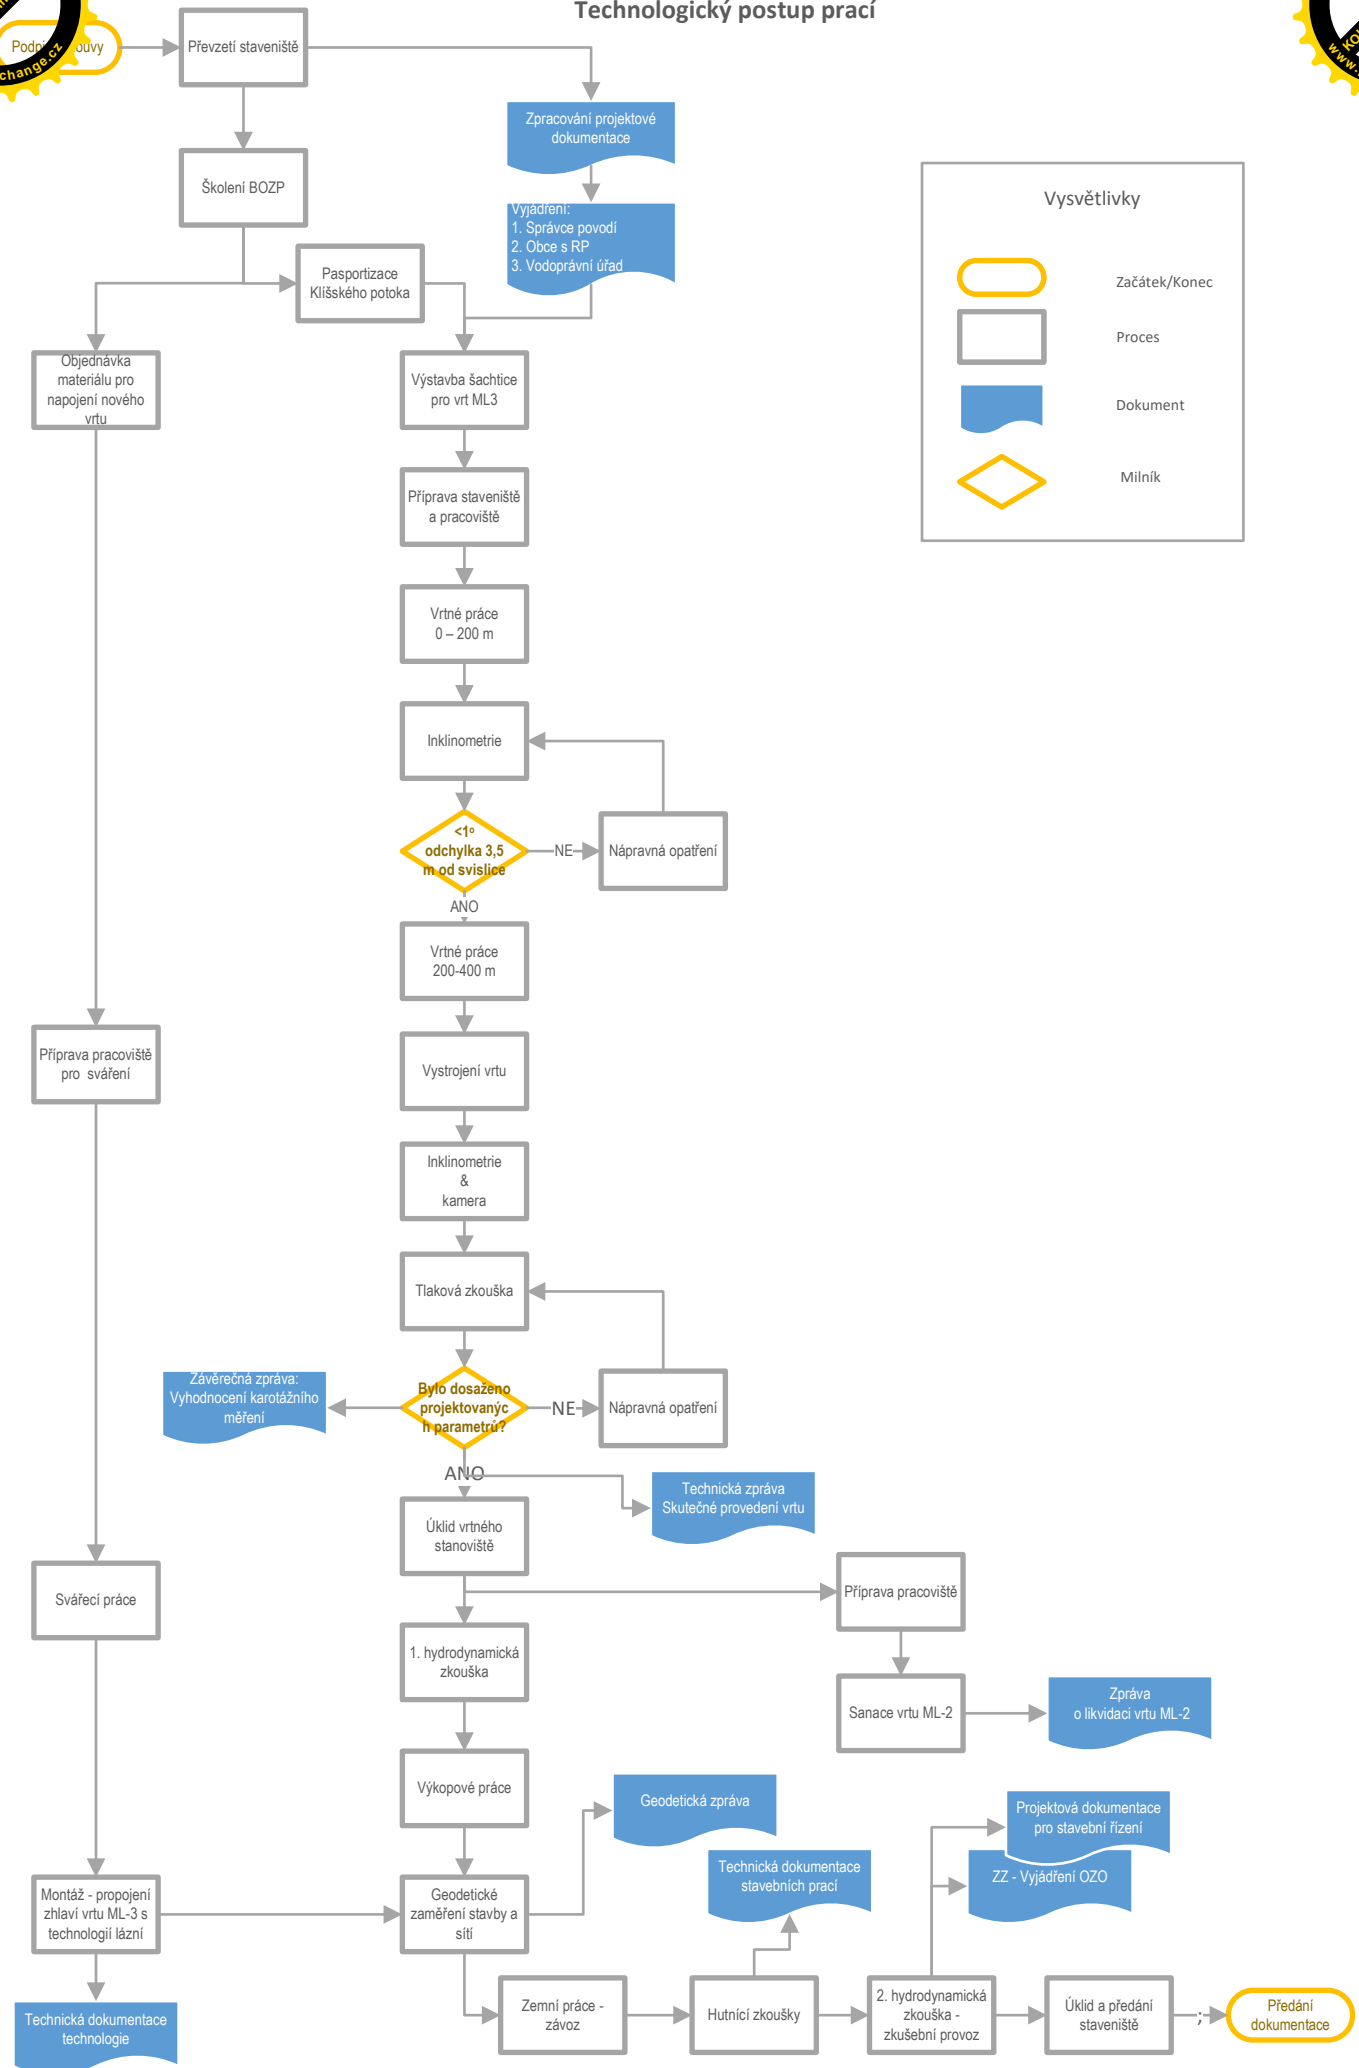 Technologický postup prací
Převzetí staveniště
Zpracování projektové
dokumentace
Školení BOZP
Vyjádření:
1. Správce povodí
2. Obce s RP
3. Vodoprávní úřad
Vysvětlivky
Začátek/Konec
Proces
Dokument
Milník
Pasportizace
Klíšského potoka
Objednávka
materiálu pro
napojení nového
vrtu
Výstavba šachtice
pro vrt ML3
Příprava staveniště
a pracoviště
Vrtné práce
0 – 200 m
Inklinometrie
<1º
odchylka 3,5
m od svislice
NE
Nápravná opatření
ANO
Vrtné práce
200-400 m
Příprava pracoviště
pro sváření
Vystrojení vrtu
Inklinometrie
&
kamera
Tlaková zkouška
Závěrečná zpráva:
Vyhodnocení karotážního
měření
Bylo dosaženo
projektovanýc
h parametrů?
NE
Nápravná opatření
ANO
Technická zpráva
Skutečné provedení vrtu
Úklid vrtného
stanoviště
Svářecí práce
Příprava pracoviště
1. hydrodynamická
zkouška
Sanace vrtu ML-2
Zpráva
o likvidaci vrtu ML-2
Výkopové práce
Geodetická zpráva
Projektová dokumentace
pro stavební řízení
Technická dokumentace
stavebních prací
ZZ - Vyjádření OZO
Montáž - propojení
zhlaví vrtu ML-3 s
technologií lázní
Geodetické
zaměření stavby a
sítí
Technická dokumentace
technologie
Zemní práce -
závoz
Hutnící zkoušky
2. hydrodynamická
zkouška -
zkušební provoz
Úklid a předání
staveniště
;
Předání
dokumentace